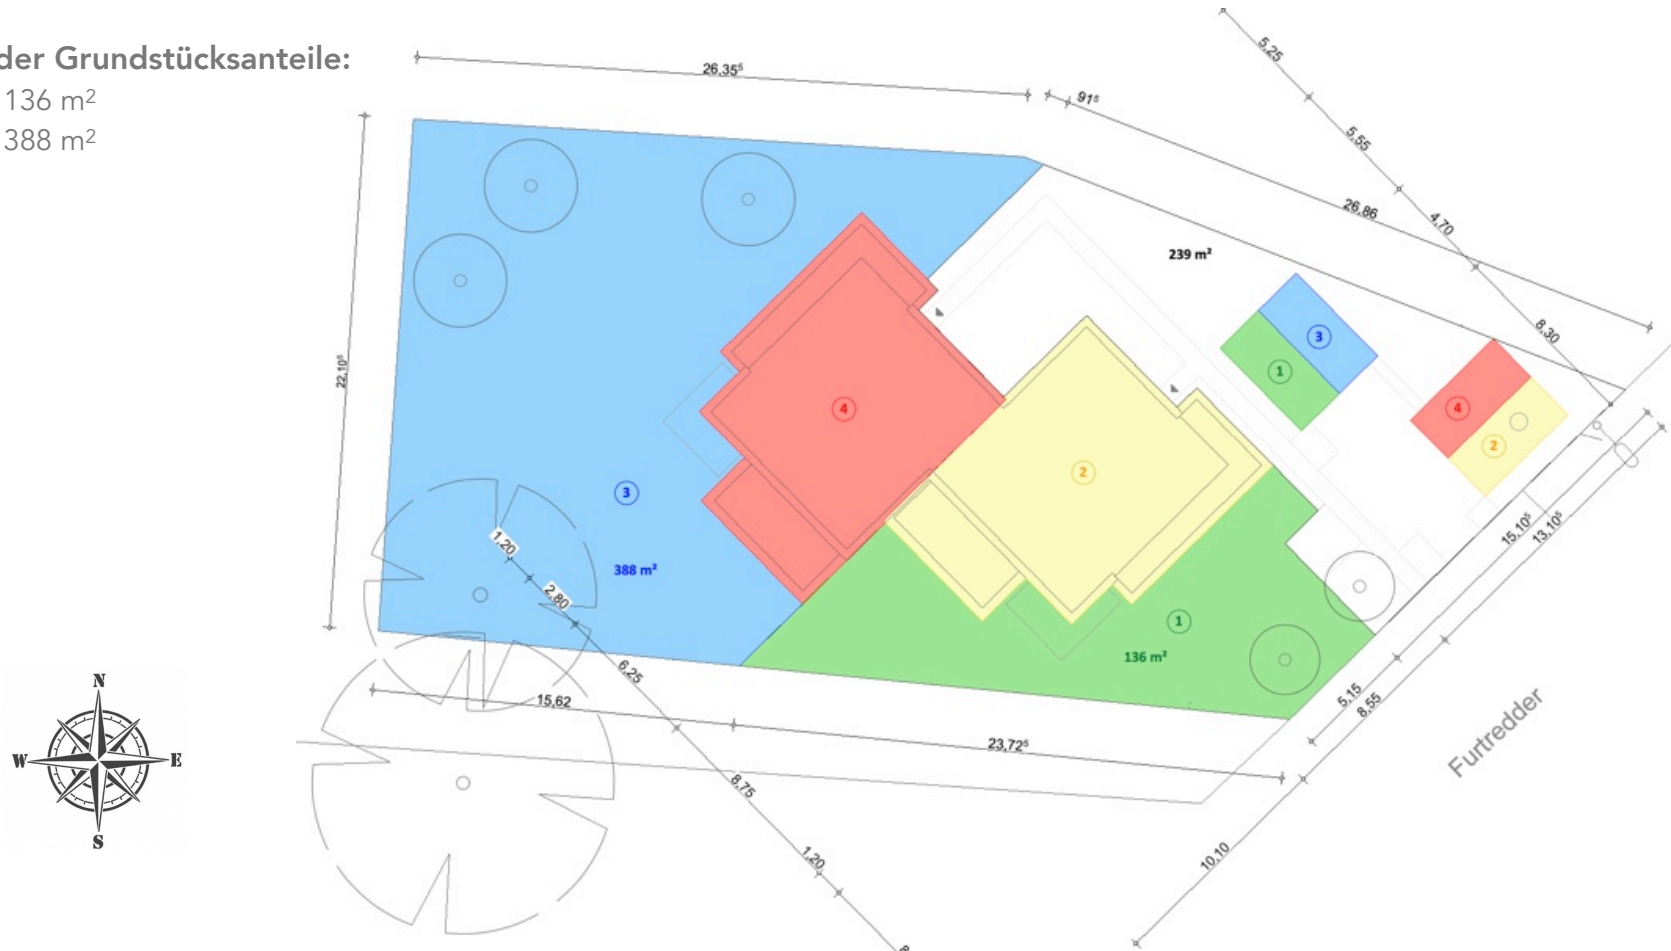 der Grundstücksanteile:
136 m²
388 m²
26,35⁵
91⁵
5,25
5,55
4,70
26,86
8,30
239 m²
22,10⁵
3
1
4
2
4
2
3
388 m²
1
136 m²
1,20
2,80
6,25
15,62
23,72⁵
8,75
1,20
15,10⁵
13,10⁵
5,15
8,55
10,10
Furtredder
N
W
E
S